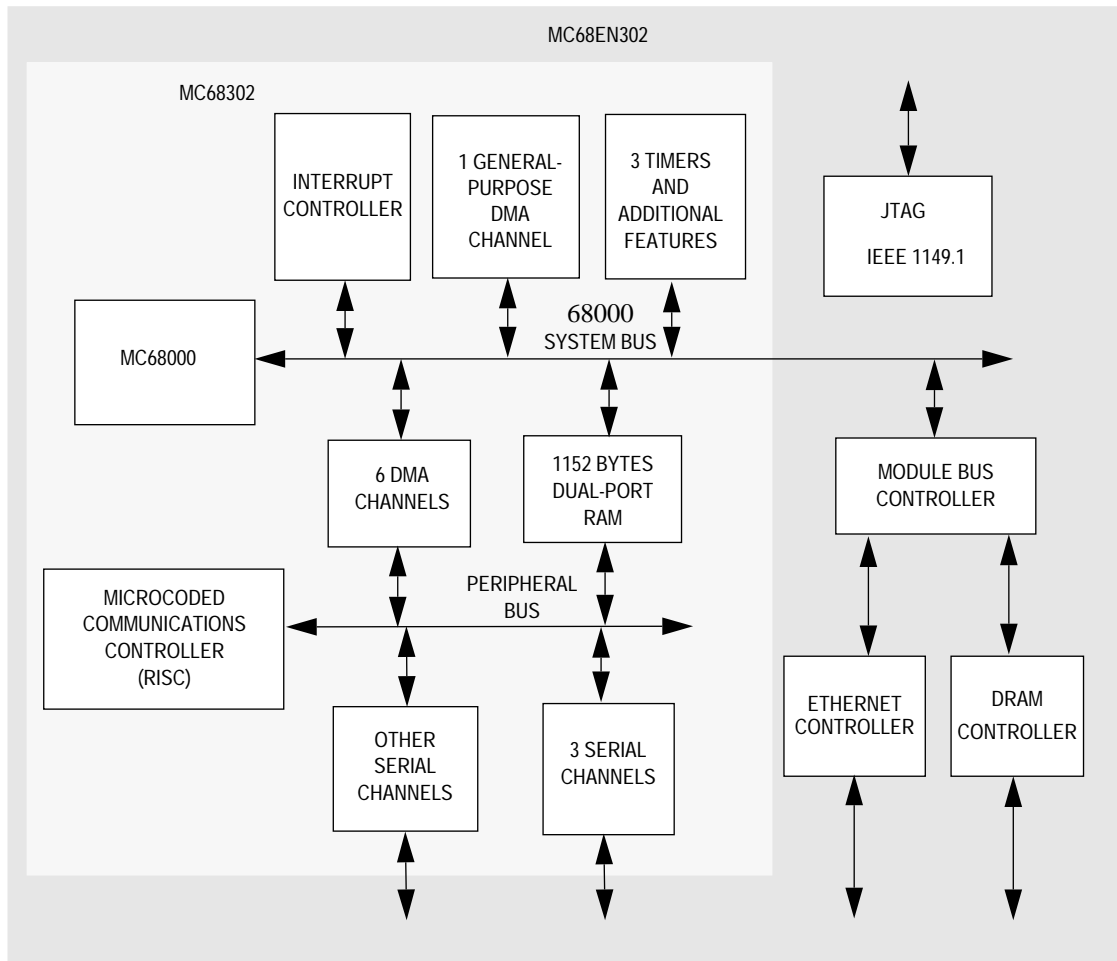 MC68EN302
MC68302
INTERRUPT
CONTROLLER
1 GENERAL-
PURPOSE
DMA
CHANNEL
3 TIMERS
AND
ADDITIONAL
FEATURES
JTAG
IEEE 1149.1
68000
SYSTEM BUS
MC68000
6 DMA
CHANNELS
1152 BYTES
DUAL-PORT
RAM
MODULE BUS
CONTROLLER
MICROCODED
COMMUNICATIONS
CONTROLLER
(RISC)
PERIPHERAL
BUS
OTHER
SERIAL
CHANNELS
3 SERIAL
CHANNELS
ETHERNET
CONTROLLER
DRAM
CONTROLLER